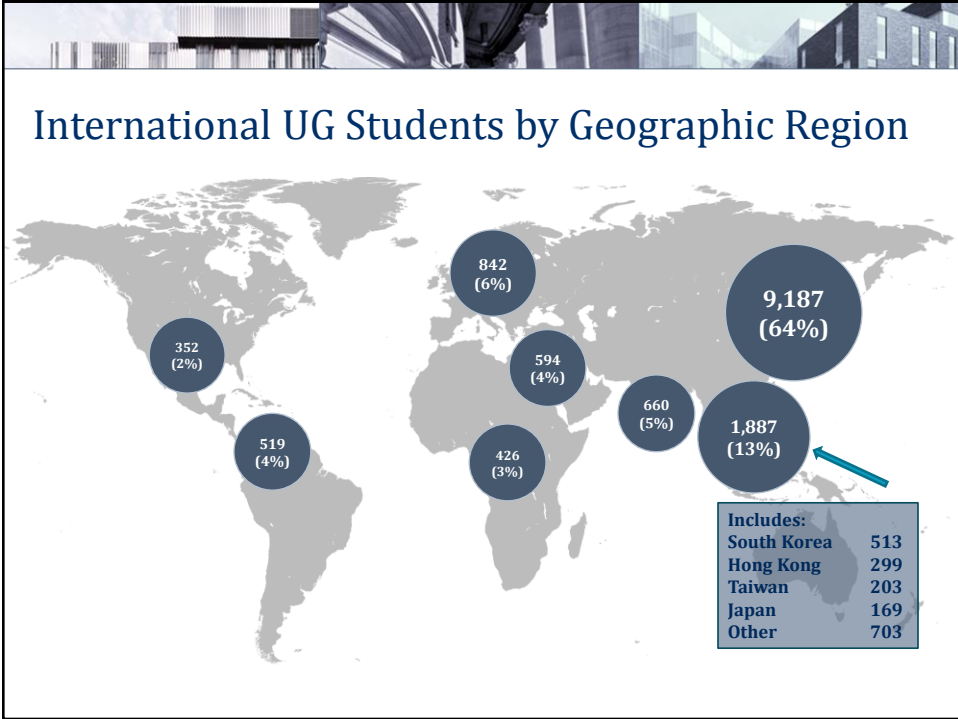 International UG Students by Geographic Region
842
(6%)
9,187
(64%)
352
(2%)
594
(4%)
660
(5%)
1,887
(13%)
519
(4%)
426
(3%)
Includes:
South Korea 513
Hong Kong 299
Taiwan 203
Japan 169
Other 703